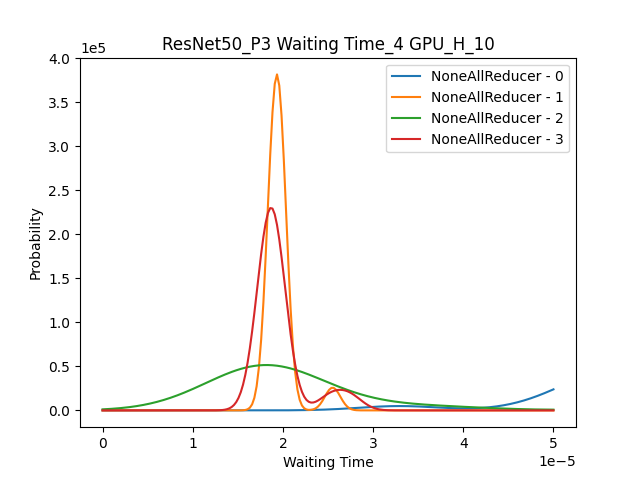 ResNet50_P3 Waiting Time_4 GPU_H_10
1e5
4.0
3.5
3.0
2.5
2.0
1.5
1.0
0.5
0.0
Probability
NoneAllReducer - 0
NoneAllReducer - 1
NoneAllReducer - 2
NoneAllReducer - 3
0 1 2 3 4 5
1e−5
Waiting Time